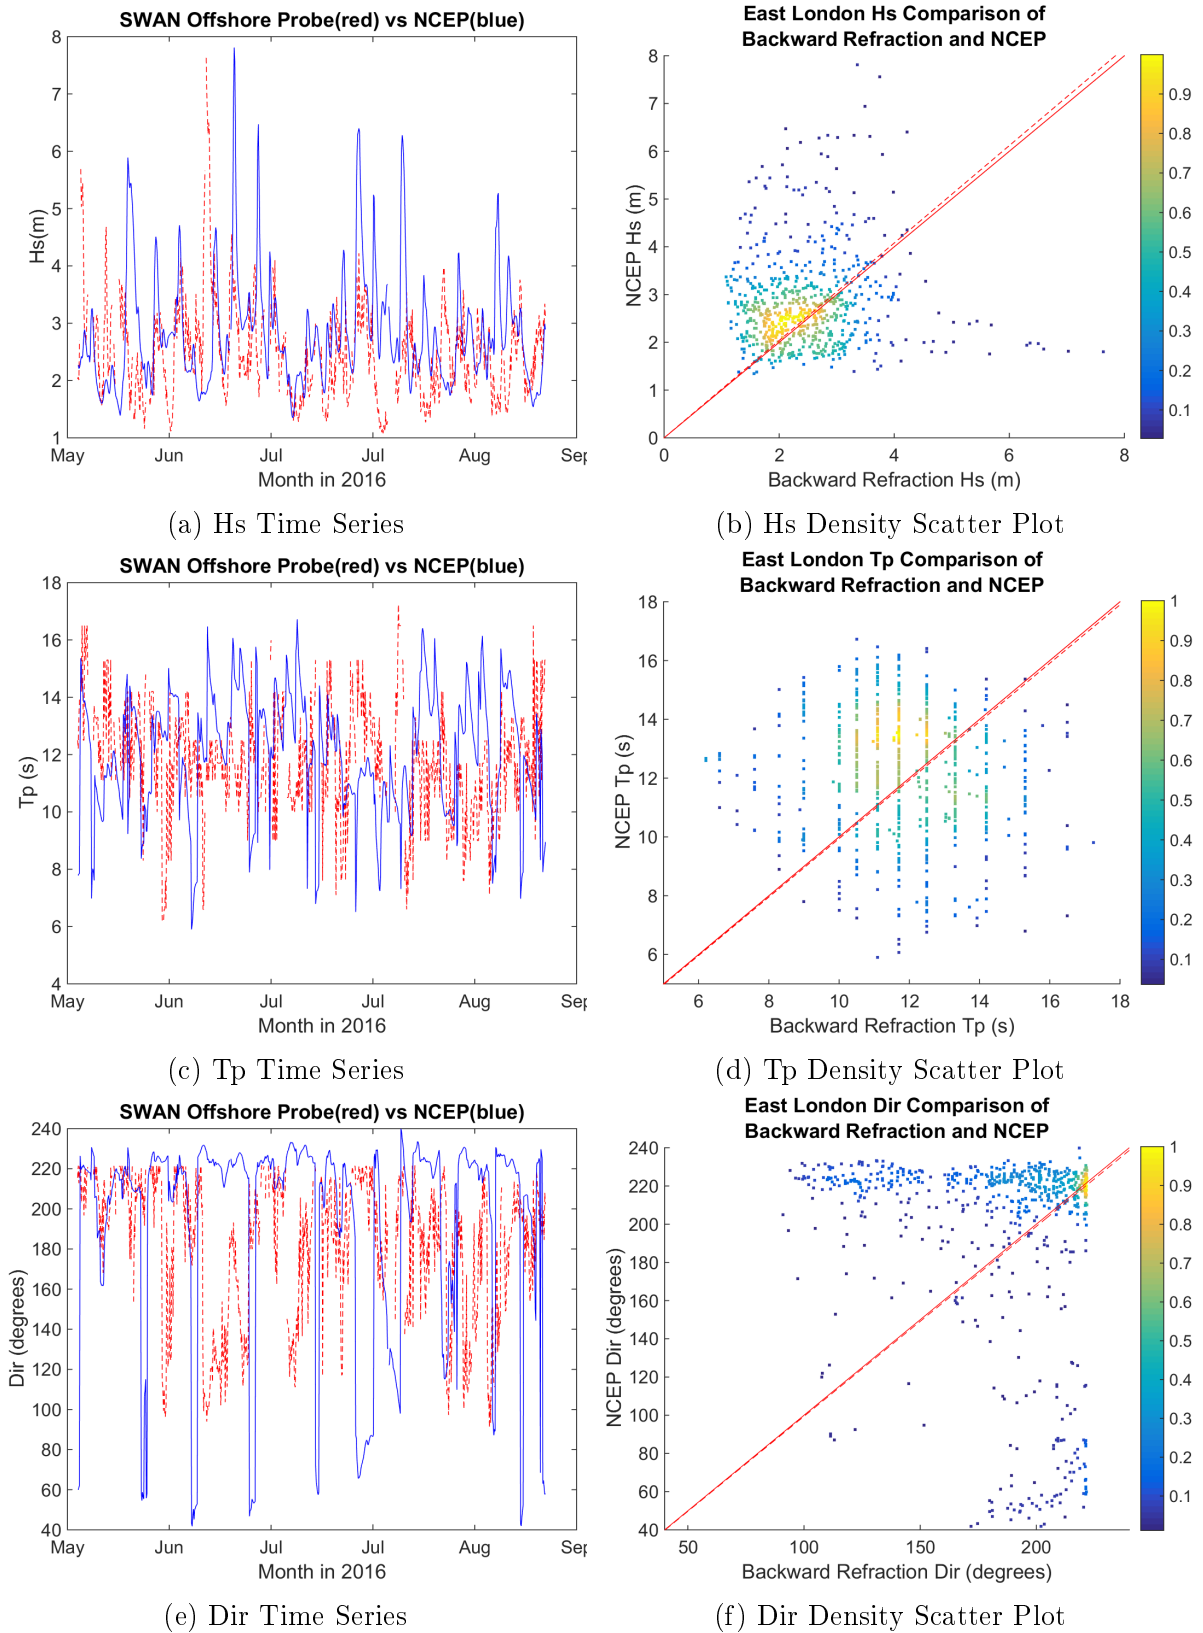 SWAN Offshore Probe(red) vs NCEP(blue)
8
7
6
5
4
3
2
1
Hs(m)
May Jun Jul Jul Aug Sep
Month in 2016
(a) Hs Time Series
East London Hs Comparison of
Backward Refraction and NCEP
8
7
6
5
4
3
2
1
0
NCEP Hs (m)
0 2 4 6 8
Backward Refraction Hs (m)
0.9
0.8
0.7
0.6
0.5
0.4
0.3
0.2
0.1
(b) Hs Density Scatter Plot
SWAN Offshore Probe(red) vs NCEP(blue)
18
16
14
12
10
8
6
4
Tp (s)
May Jun Jul Jul Aug Sep
Month in 2016
(c) Tp Time Series
East London Tp Comparison of
Backward Refraction and NCEP
18
16
14
12
10
8
6
NCEP Tp (s)
6 8 10 12 14 16 18
Backward Refraction Tp (s)
1
0.9
0.8
0.7
0.6
0.5
0.4
0.3
0.2
0.1
(d) Tp Density Scatter Plot
SWAN Offshore Probe(red) vs NCEP(blue)
240
220
200
180
160
140
120
100
80
60
40
Dir (degrees)
May Jun Jul Jul Aug Sep
Month in 2016
(e) Dir Time Series
East London Dir Comparison of
Backward Refraction and NCEP
240
220
200
180
160
140
120
100
80
60
40
NCEP Dir (degrees)
50 100 150 200
Backward Refraction Dir (degrees)
1
0.9
0.8
0.7
0.6
0.5
0.4
0.3
0.2
0.1
(f) Dir Density Scatter Plot